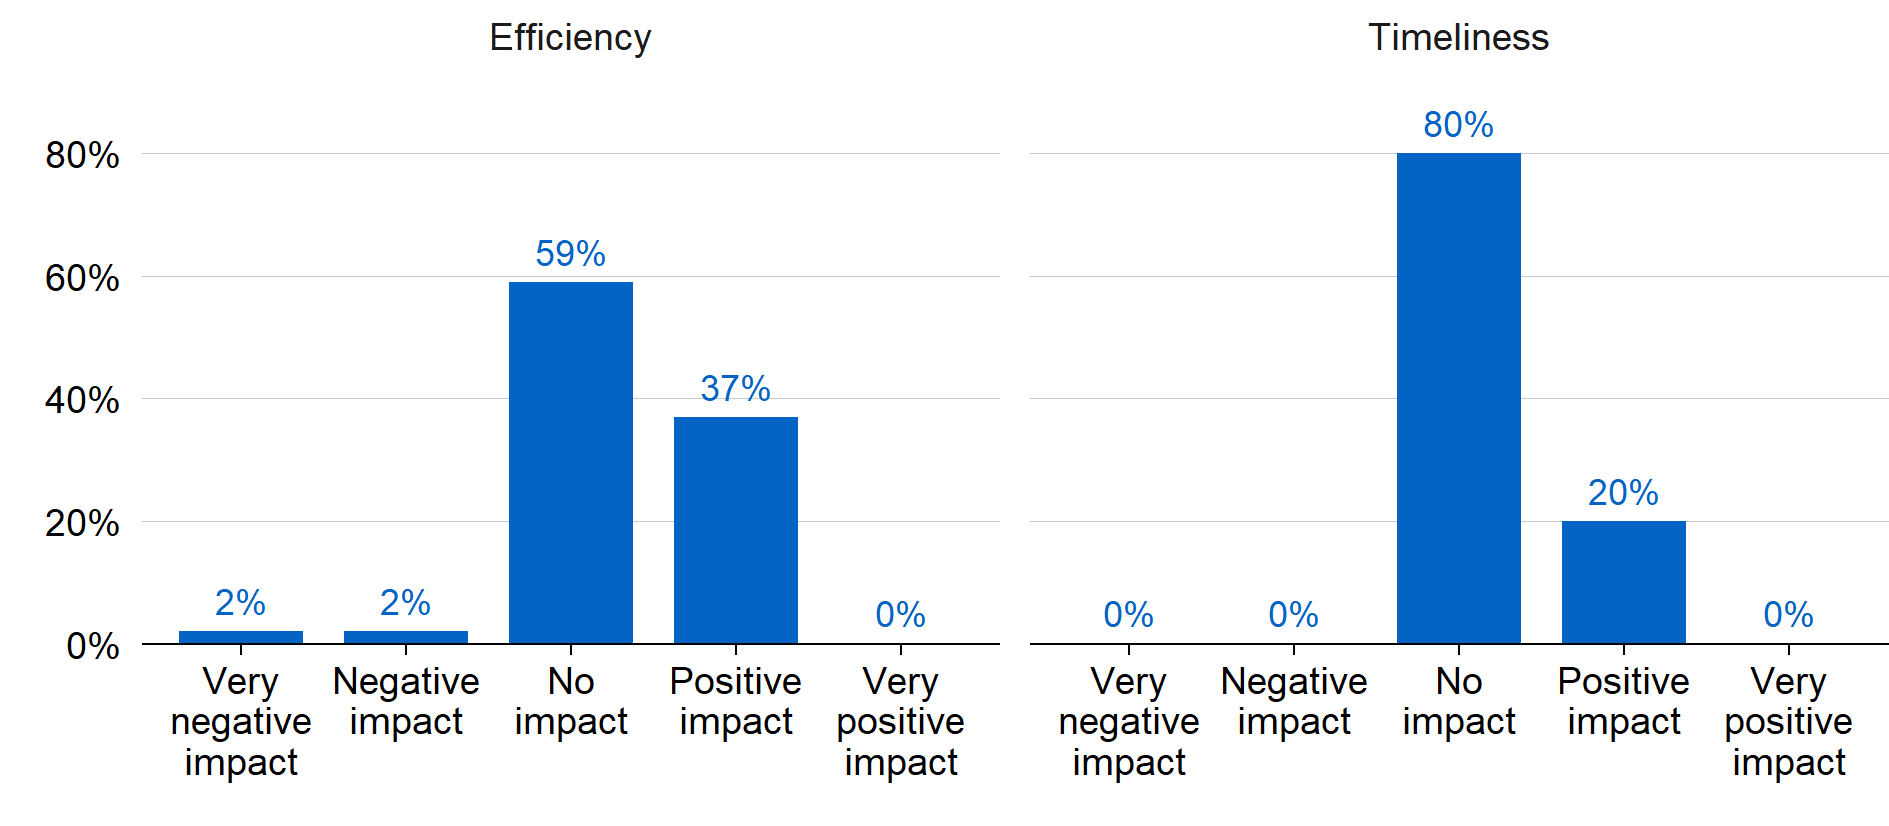 Efficiency
Timeliness
80%
60%
40%
20%
0%
2%
2%
59%
37%
0%
Very
negative
impact
Negative
impact
No
impact
Positive
impact
Very
positive
impact
0%
0%
80%
20%
0%
Very
negative
impact
Negative
impact
No
impact
Positive
impact
Very
positive
impact